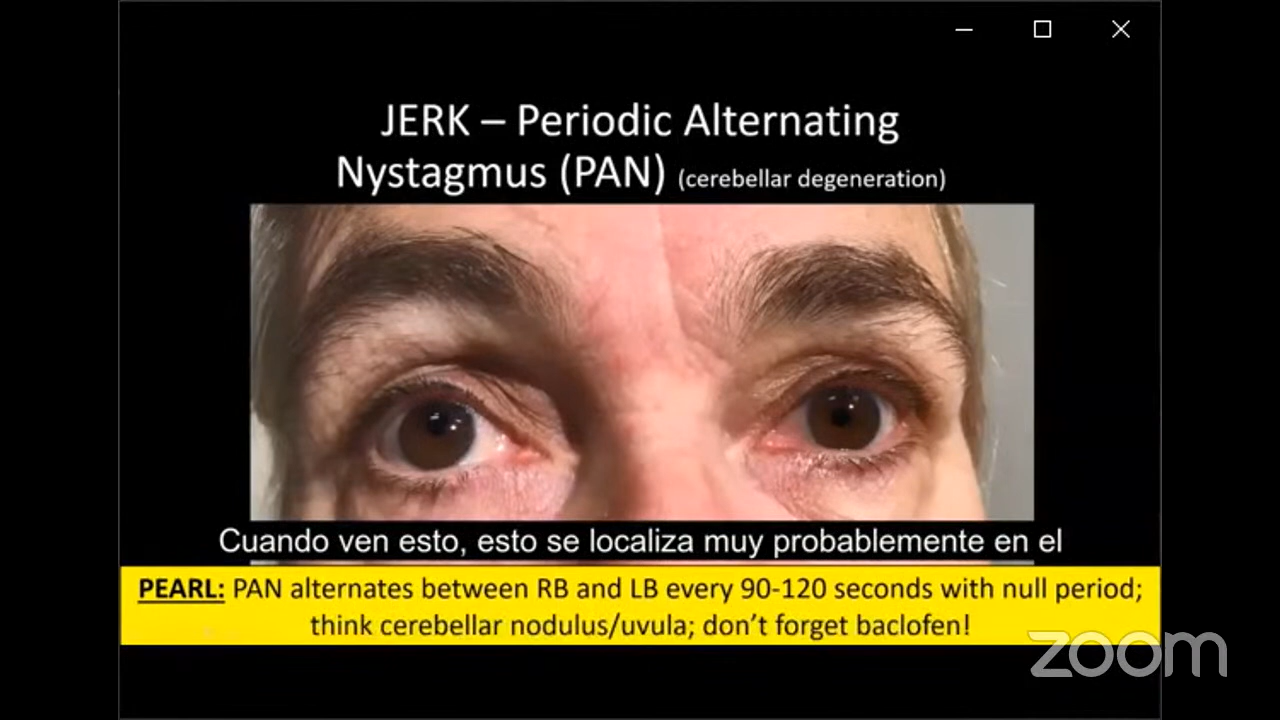 JERK – Periodic Alternating
Nystagmus (PAN) (cerebellar degeneration)
Cuando ven esto, esto se localiza muy probablemente en el
PEARL: PAN alternates between RB and LB every 90-120 seconds with null period;
think cerebellar nodulus/uvula; don't forget baclofen!
zoom